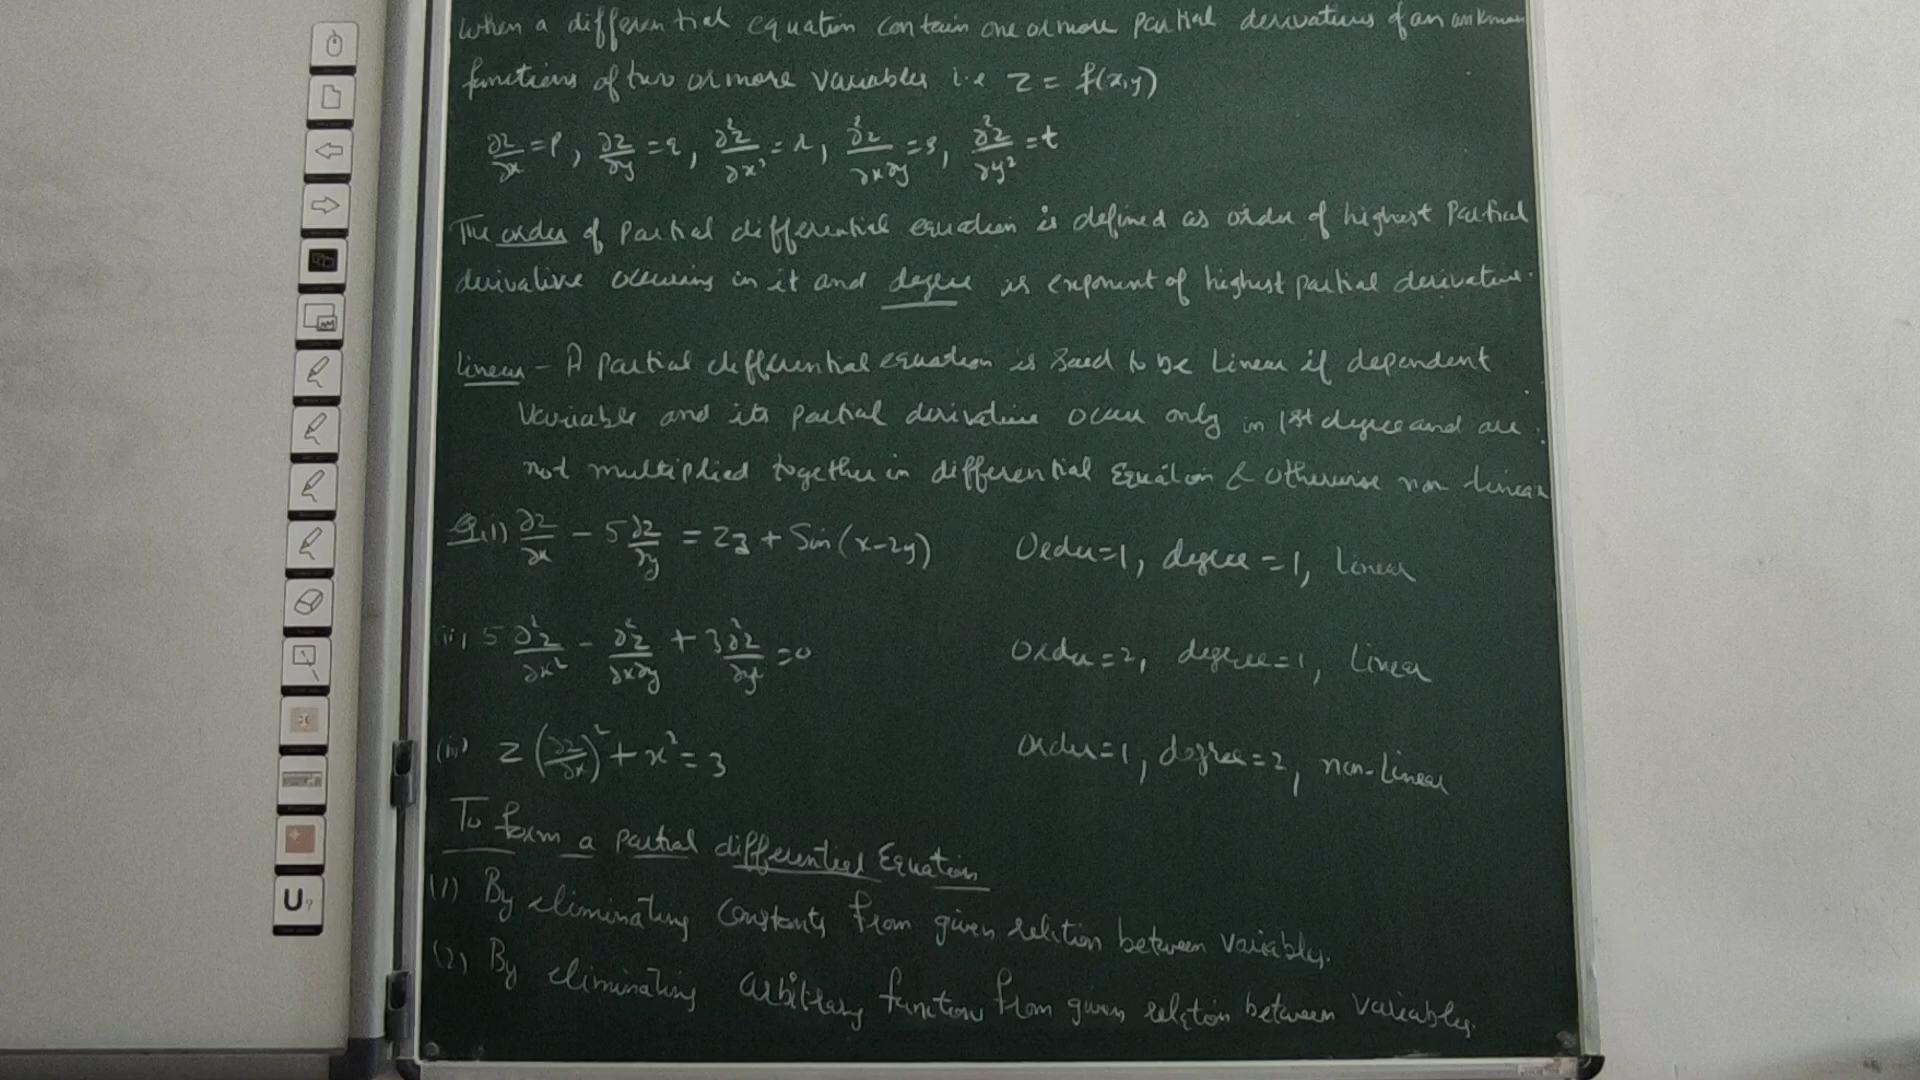 When a differential equation contain one or more partial derivatives of an unknown
functions of two or more variables i.e z = f(x,y)
∂z/∂x = p, ∂z/∂y = q, ∂²z/∂x² = r, ∂²z/∂x∂y = s, ∂²z/∂y² = t
The order of partial differential equation is defined as order of highest Partial
derivative occuring in it and degree is exponent of highest partial derivative.
Linear - A partial differential equation is said to be Linear if dependent
Variable and its partial derivative occur only in 1st degree and are
not multiplied together in differential Equation & otherwise non linear
Eg.(i) ∂z/∂x - 5 ∂z/∂y = 2z + Sin(x-2y) Order=1, degree=1, Linear
(ii) 5 ∂²z/∂x² - ∂²z/∂x∂y + 3 ∂²z/∂y² = 0 Order=2, degree=1, Linear
(iii) z (∂z/∂x)² + x² = 3 order=1, degree=2, non-Linear
To form a partial differential Equation
(1) By eliminating constants from given relation between variables.
(2) By eliminating arbitrary function from given relation between variables.
U?